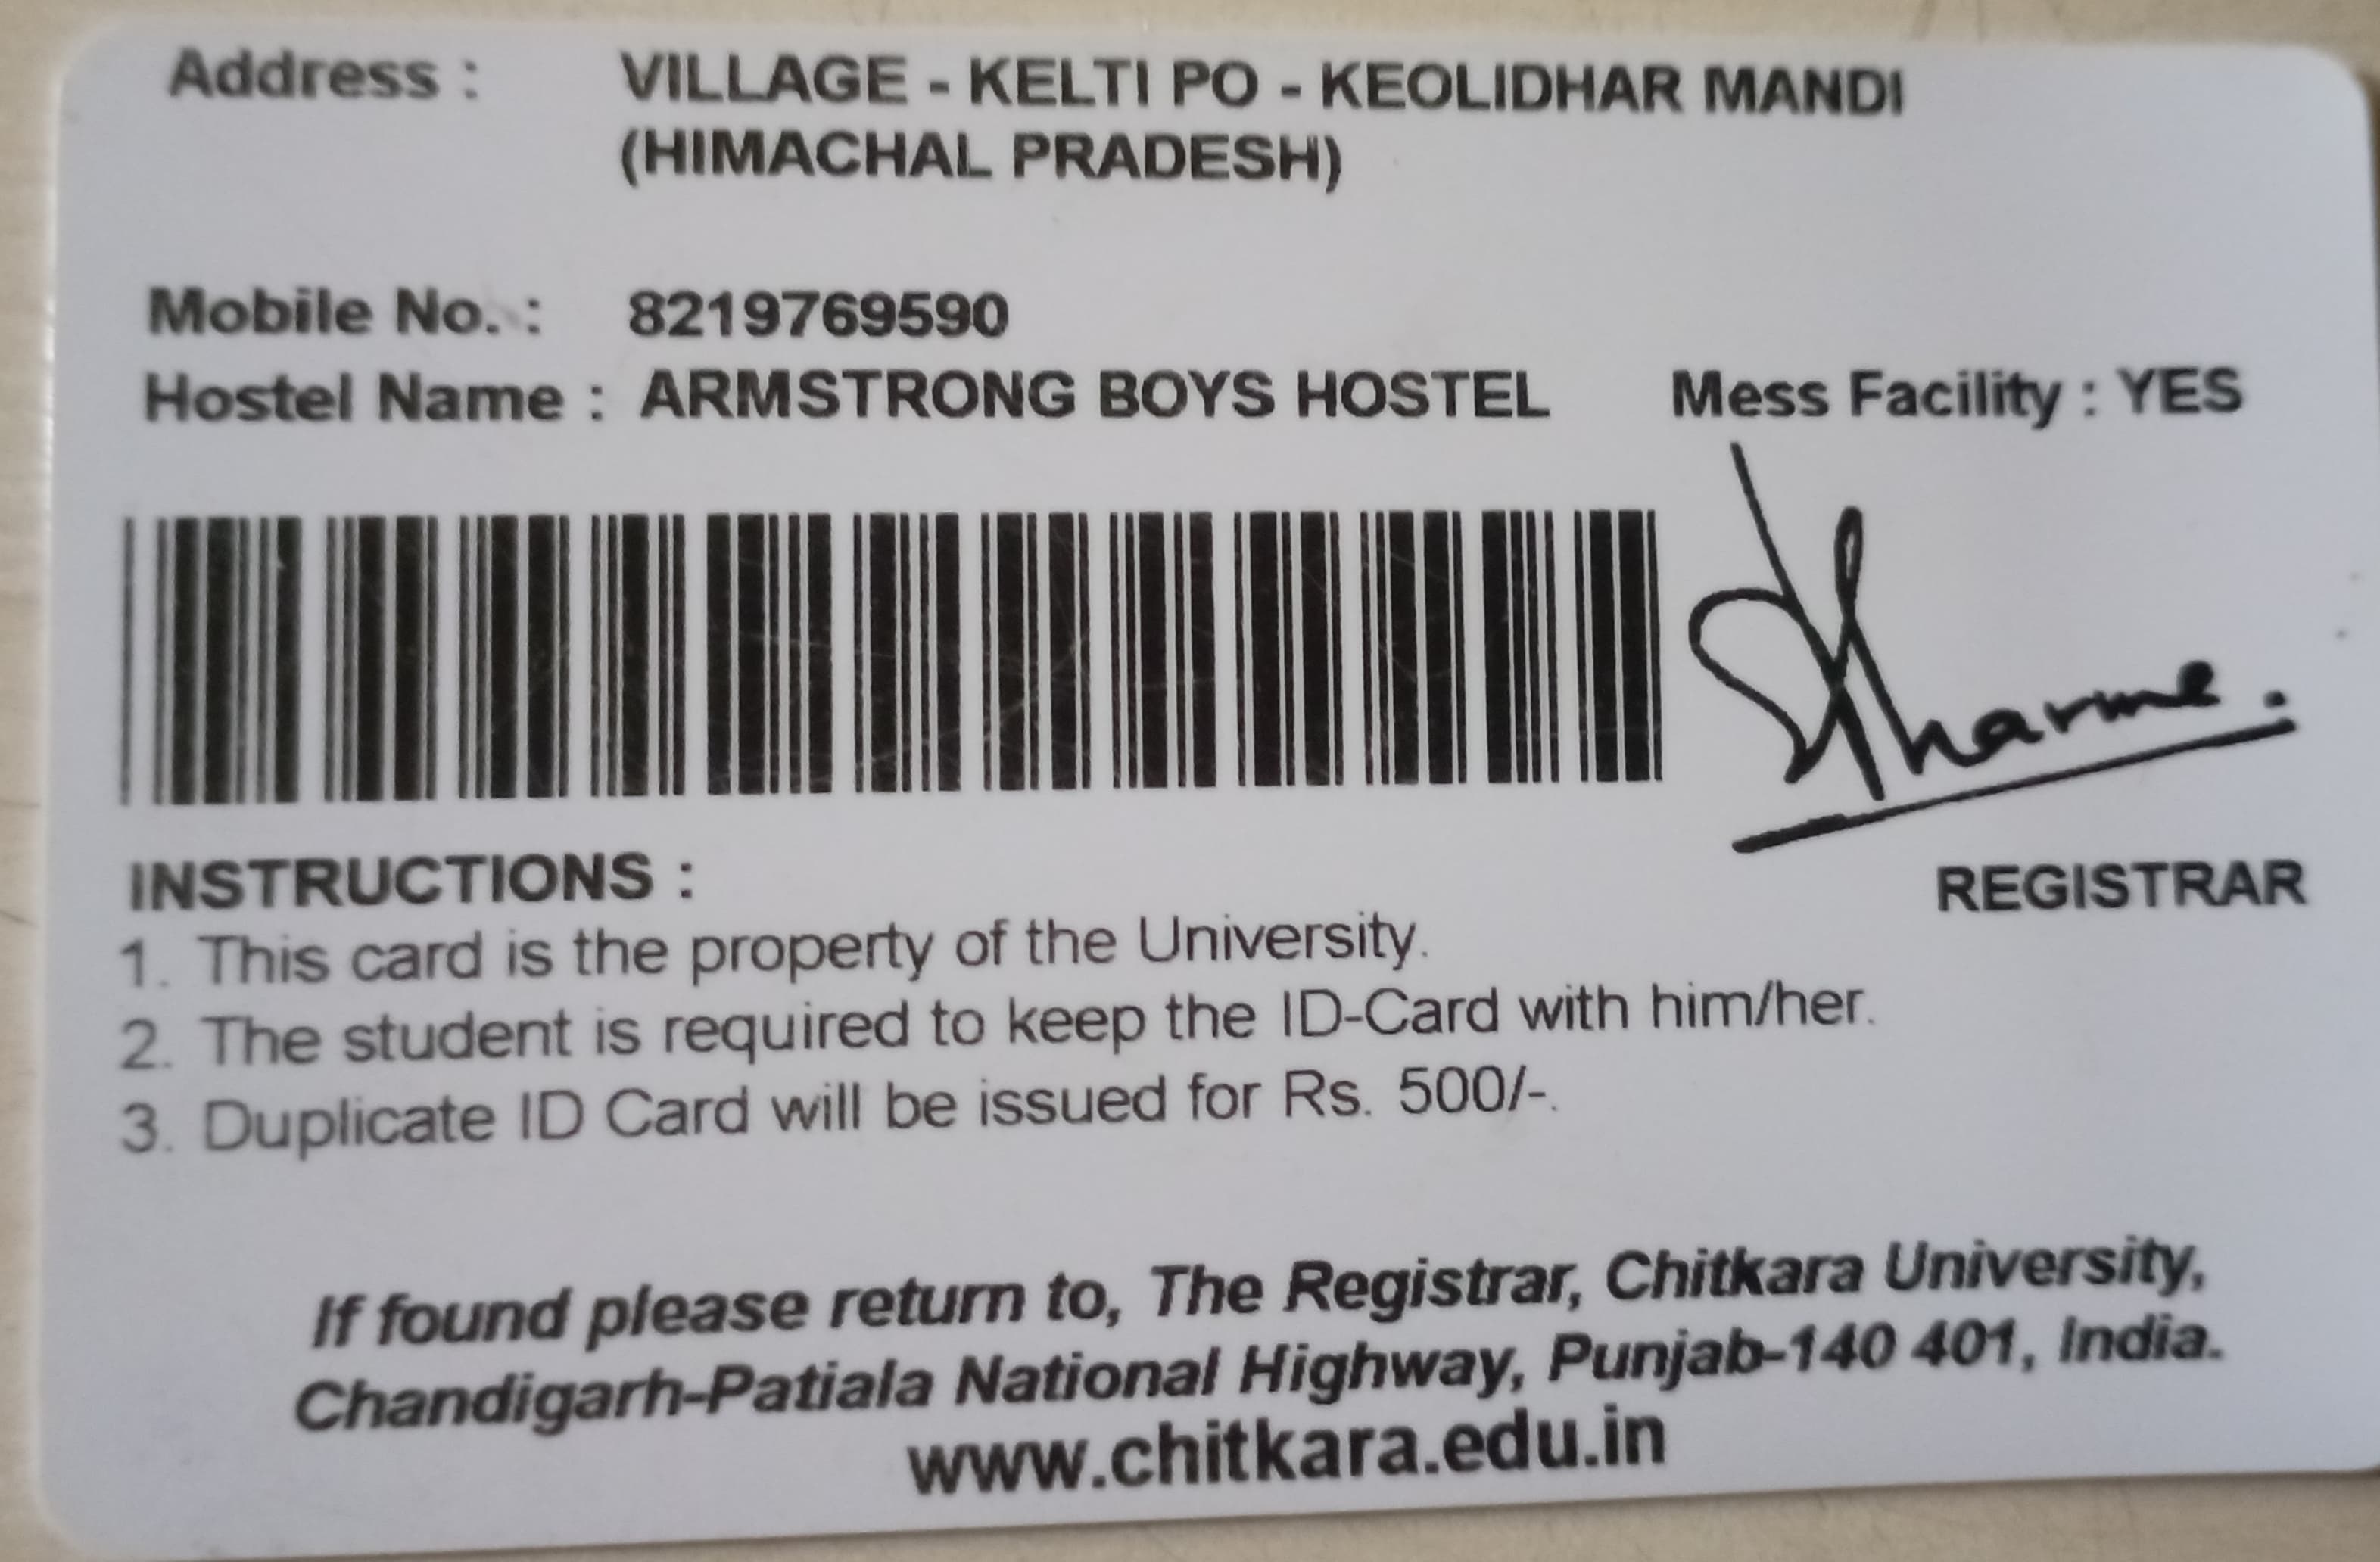 Address : VILLAGE - KELTI PO - KEOLIDHAR MANDI
(HIMACHAL PRADESH)
Mobile No. : 8219769590
Hostel Name : ARMSTRONG BOYS HOSTEL Mess Facility : YES
Sharma.
REGISTRAR
INSTRUCTIONS :
1. This card is the property of the University.
2. The student is required to keep the ID-Card with him/her.
3. Duplicate ID Card will be issued for Rs. 500/-.
If found please return to, The Registrar, Chitkara University,
Chandigarh-Patiala National Highway, Punjab-140 401, India.
www.chitkara.edu.in